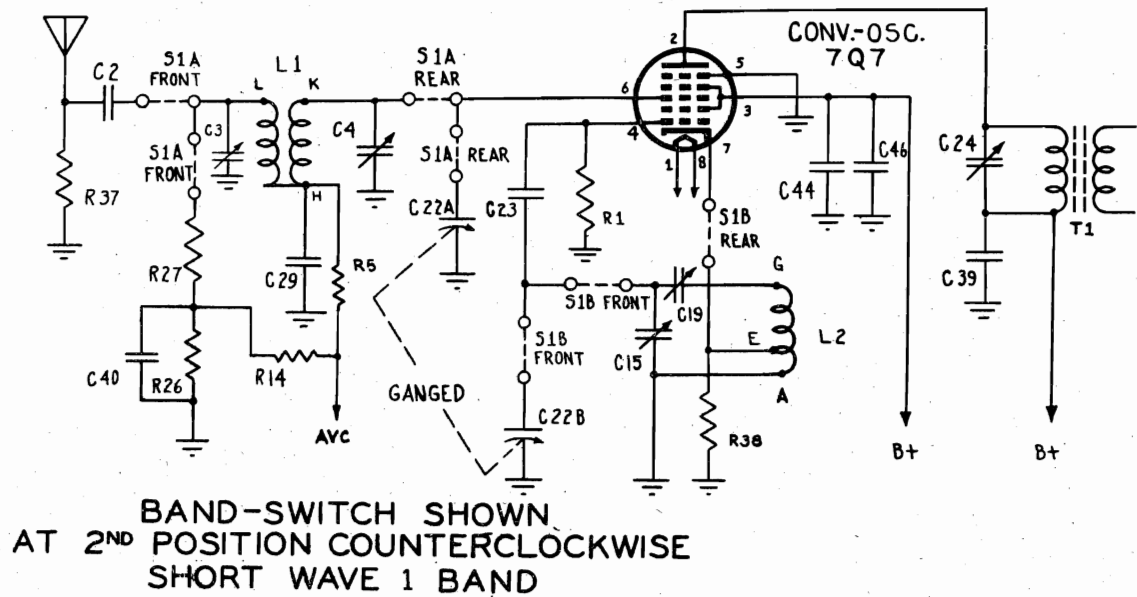 CONV.-OSC.
7Q7
2
5
6
3
4
7
1
8
C2
S1A
FRONT
L
L1
K
S1A
REAR
C3
C4
S1A
FRONT
S1A
REAR
R37
H
C22A
C23
R1
S1B
REAR
C44
C46
C24
T1
R27
C29
R5
G
S1B FRONT
C19
C39
S1B
FRONT
C15
E
L2
C40
R26
R14
GANGED
A
AVC
C22B
R38
B+
B+
BAND-SWITCH SHOWN
AT 2ND POSITION COUNTERCLOCKWISE
SHORT WAVE 1 BAND